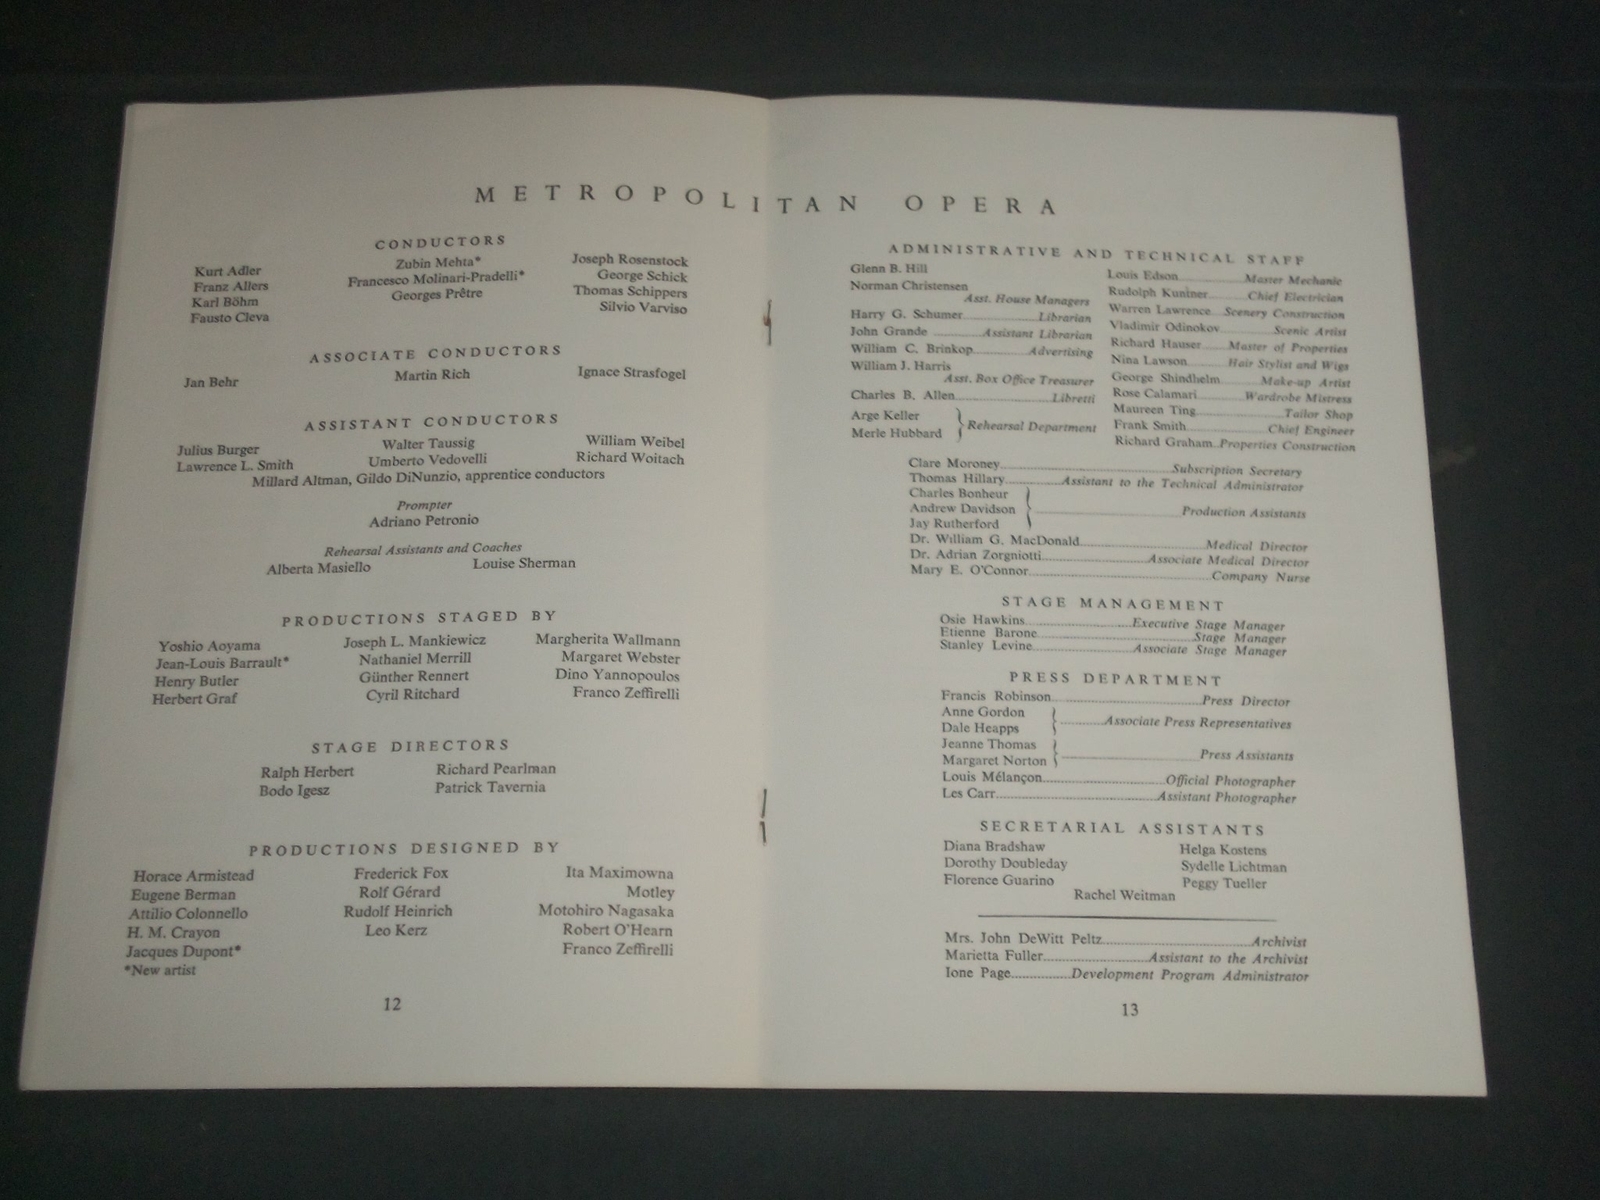 METROPOLITAN OPERA
CONDUCTORS
Kurt Adler
Franz Allers
Karl Böhm
Fausto Cleva
Zubin Mehta*
Francesco Molinari-Pradelli*
Georges Prêtre
Joseph Rosenstock
George Schick
Thomas Schippers
Silvio Varviso
ASSOCIATE CONDUCTORS
Jan Behr Martin Rich Ignace Strasfogel
ASSISTANT CONDUCTORS
Julius Burger Walter Taussig William Weibel
Lawrence L. Smith Umberto Vedovelli Richard Woitach
Millard Altman, Gildo DiNunzio, apprentice conductors
Prompter
Adriano Petronio
Rehearsal Assistants and Coaches
Alberta Masiello Louise Sherman
PRODUCTIONS STAGED BY
Yoshio Aoyama Joseph L. Mankiewicz Margherita Wallmann
Jean-Louis Barrault* Nathaniel Merrill Margaret Webster
Henry Butler Günther Rennert Dino Yannopoulos
Herbert Graf Cyril Ritchard Franco Zeffirelli
STAGE DIRECTORS
Ralph Herbert Richard Pearlman
Bodo Igesz Patrick Tavernia
PRODUCTIONS DESIGNED BY
Horace Armistead Frederick Fox Ita Maximowna
Eugene Berman Rolf Gérard Motley
Attilio Colonnello Rudolf Heinrich Motohiro Nagasaka
H. M. Crayon Leo Kerz Robert O'Hearn
Jacques Dupont* Franco Zeffirelli
*New artist
12
ADMINISTRATIVE AND TECHNICAL STAFF
Glenn B. Hill
Norman Christensen
Asst. House Managers
Harry G. Schumer Librarian
John Grande Assistant Librarian
William C. Brinkop Advertising
William J. Harris
Asst. Box Office Treasurer
Charles B. Allen Libretti
Arge Keller
Merle Hubbard
Rehearsal Department
Louis Edson Master Mechanic
Rudolph Kuntner Chief Electrician
Warren Lawrence Scenery Construction
Vladimir Odinokov Scenic Artist
Richard Hauser Master of Properties
Nina Lawson Hair Stylist and Wigs
George Shindhelm Make-up Artist
Rose Calamari Wardrobe Mistress
Maureen Ting Tailor Shop
Frank Smith Chief Engineer
Richard Graham Properties Construction
Clare Moroney Subscription Secretary
Thomas Hillary Assistant to the Technical Administrator
Charles Bonheur
Andrew Davidson
Jay Rutherford
Production Assistants
Dr. William G. MacDonald Medical Director
Dr. Adrian Zorgniotti Associate Medical Director
Mary E. O'Connor Company Nurse
STAGE MANAGEMENT
Osie Hawkins Executive Stage Manager
Etienne Barone Stage Manager
Stanley Levine Associate Stage Manager
PRESS DEPARTMENT
Francis Robinson Press Director
Anne Gordon
Dale Heapps
Associate Press Representatives
Jeanne Thomas
Margaret Norton
Press Assistants
Louis Mélançon Official Photographer
Les Carr Assistant Photographer
SECRETARIAL ASSISTANTS
Diana Bradshaw Helga Kostens
Dorothy Doubleday Sydelle Lichtman
Florence Guarino Peggy Tueller
Rachel Weitman
Mrs. John DeWitt Peltz Archivist
Marietta Fuller Assistant to the Archivist
Ione Page Development Program Administrator
13